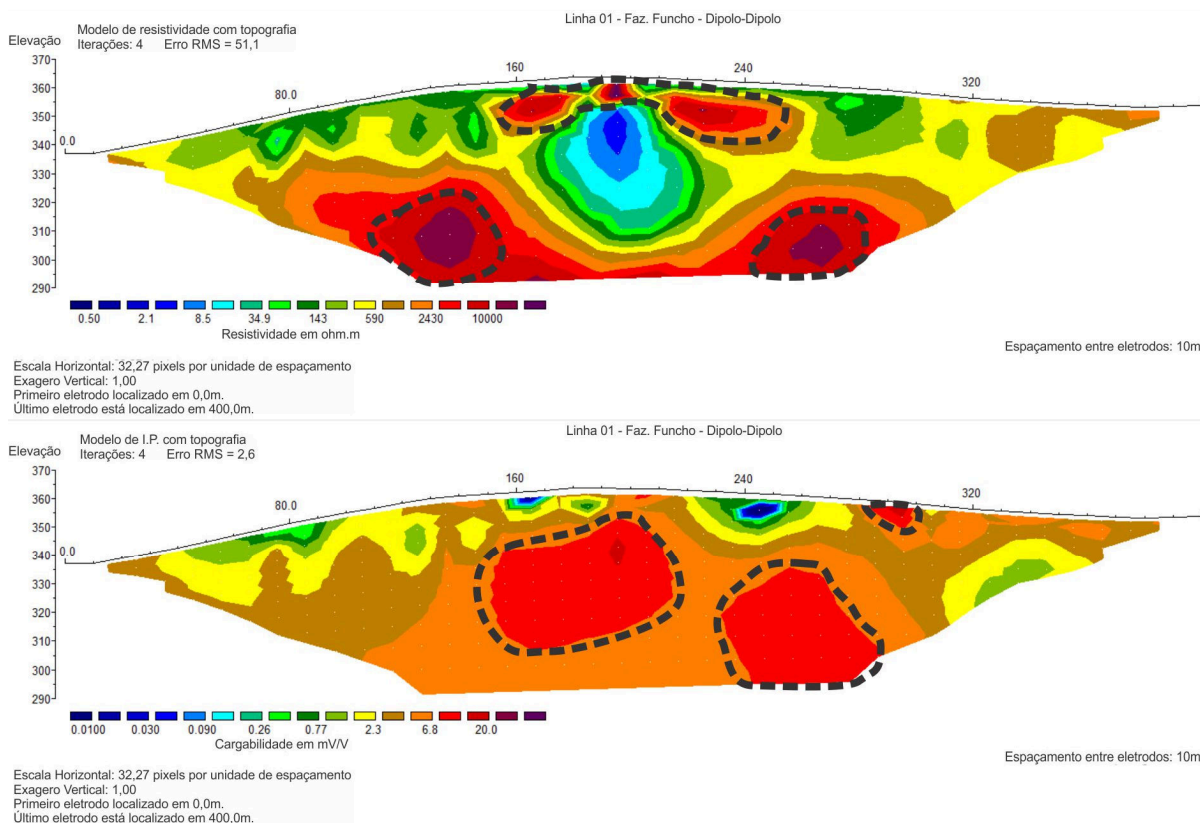 Linha 01 - Faz. Funcho - Dipolo-Dipolo
Modelo de resistividade com topografia
Elevação
Iterações: 4 Erro RMS = 51,1
370
360
350
340
330
320
310
300
290
0.0
80.0
160
240
320
0.50 2.1 8.5 34.9 143 590 2430 10000
Resistividade em ohm.m
Espaçamento entre eletrodos: 10m
Escala Horizontal: 32,27 pixels por unidade de espaçamento
Exagero Vertical: 1,00
Primeiro eletrodo localizado em 0,0m.
Último eletrodo está localizado em 400,0m.
Linha 01 - Faz. Funcho - Dipolo-Dipolo
Modelo de I.P. com topografia
Elevação
Iterações: 4 Erro RMS = 2,6
370
360
350
340
330
320
310
300
290
0.0
80.0
160
240
320
0.0100 0.030 0.090 0.26 0.77 2.3 6.8 20.0
Cargabilidade em mV/V
Espaçamento entre eletrodos: 10m
Escala Horizontal: 32,27 pixels por unidade de espaçamento
Exagero Vertical: 1,00
Primeiro eletrodo localizado em 0,0m.
Último eletrodo está localizado em 400,0m.